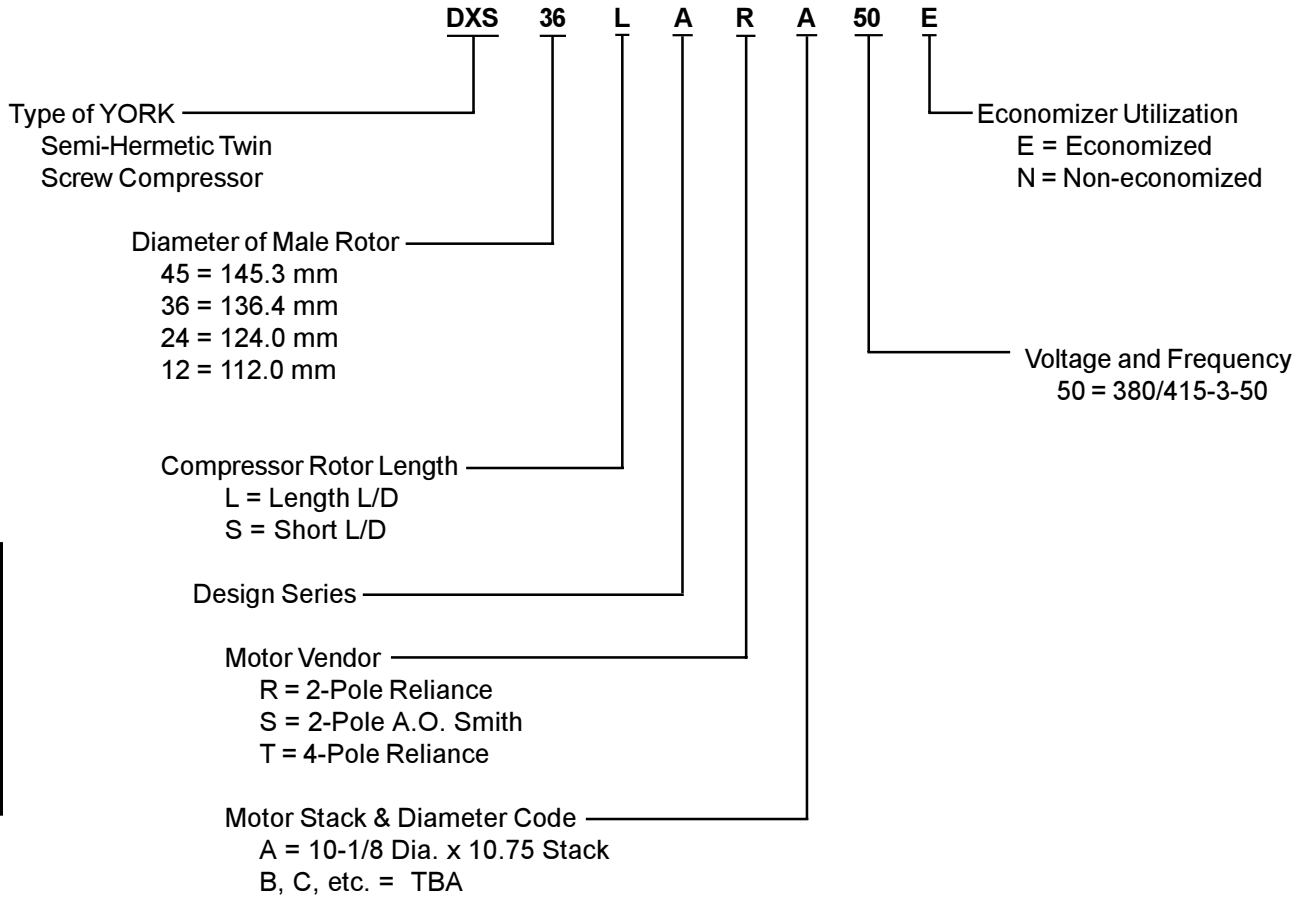 DXS 36 L A R A 50 E
Type of YORK
Semi-Hermetic Twin
Screw Compressor
Economizer Utilization
E = Economized
N = Non-economized
Diameter of Male Rotor
45 = 145.3 mm
36 = 136.4 mm
24 = 124.0 mm
12 = 112.0 mm
Voltage and Frequency
50 = 380/415-3-50
Compressor Rotor Length
L = Length L/D
S = Short L/D
Design Series
Motor Vendor
R = 2-Pole Reliance
S = 2-Pole A.O. Smith
T = 4-Pole Reliance
Motor Stack & Diameter Code
A = 10-1/8 Dia. x 10.75 Stack
B, C, etc. = TBA